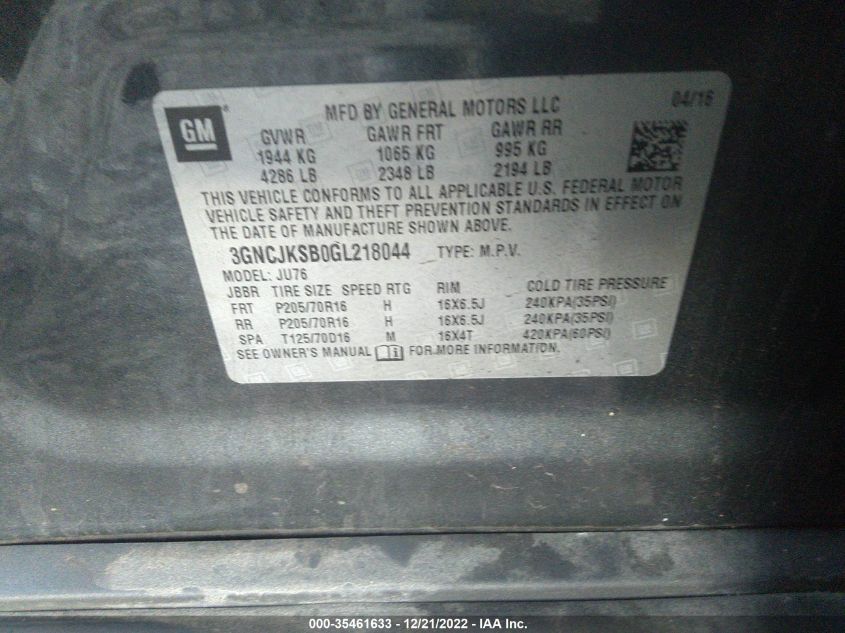 GM ® MFD BY GENERAL MOTORS LLC 04/16
GVWR GAWR FRT GAWR RR
1944 KG 1065 KG 995 KG
4286 LB 2348 LB 2194 LB
THIS VEHICLE CONFORMS TO ALL APPLICABLE U.S. FEDERAL MOTOR
VEHICLE SAFETY AND THEFT PREVENTION STANDARDS IN EFFECT ON
THE DATE OF MANUFACTURE SHOWN ABOVE.
3GNCJKSB0GL218044 TYPE: M.P.V.
MODEL: JU76
JBBR TIRE SIZE SPEED RTG RIM COLD TIRE PRESSURE
FRT P205/70R16 H 16X6.5J 240KPA(35PSI)
RR P205/70R16 H 16X6.5J 240KPA(35PSI)
SPA T125/70D16 M 16X4T 420KPA(60PSI)
SEE OWNER'S MANUAL FOR MORE INFORMATION.
000-35461633 - 12/21/2022 - IAA Inc.